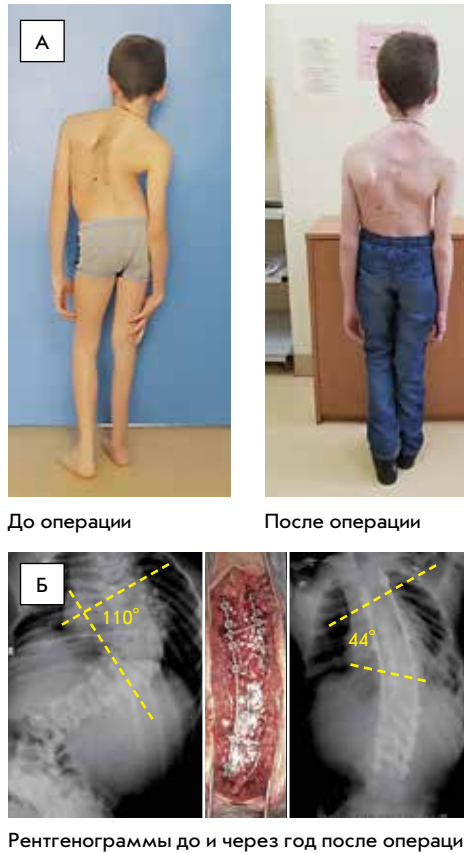 А
До операции
После операции
Б
110°
44°
Рентгенограммы до и через год после операци